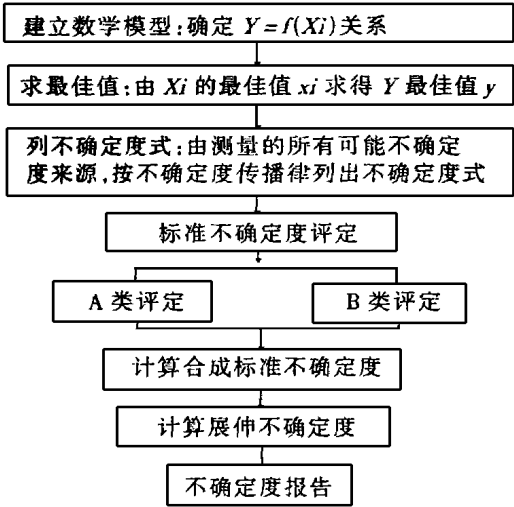 建立数学模型:确定 Y=f(Xi)关系
求最佳值:由 Xi 的最佳值 xi 求得 Y 最佳值 y
列不确定度式:由测量的所有可能不确定
度来源,按不确定度传播律列出不确定度式
标准不确定度评定
A 类评定
B 类评定
计算合成标准不确定度
计算展伸不确定度
不确定度报告